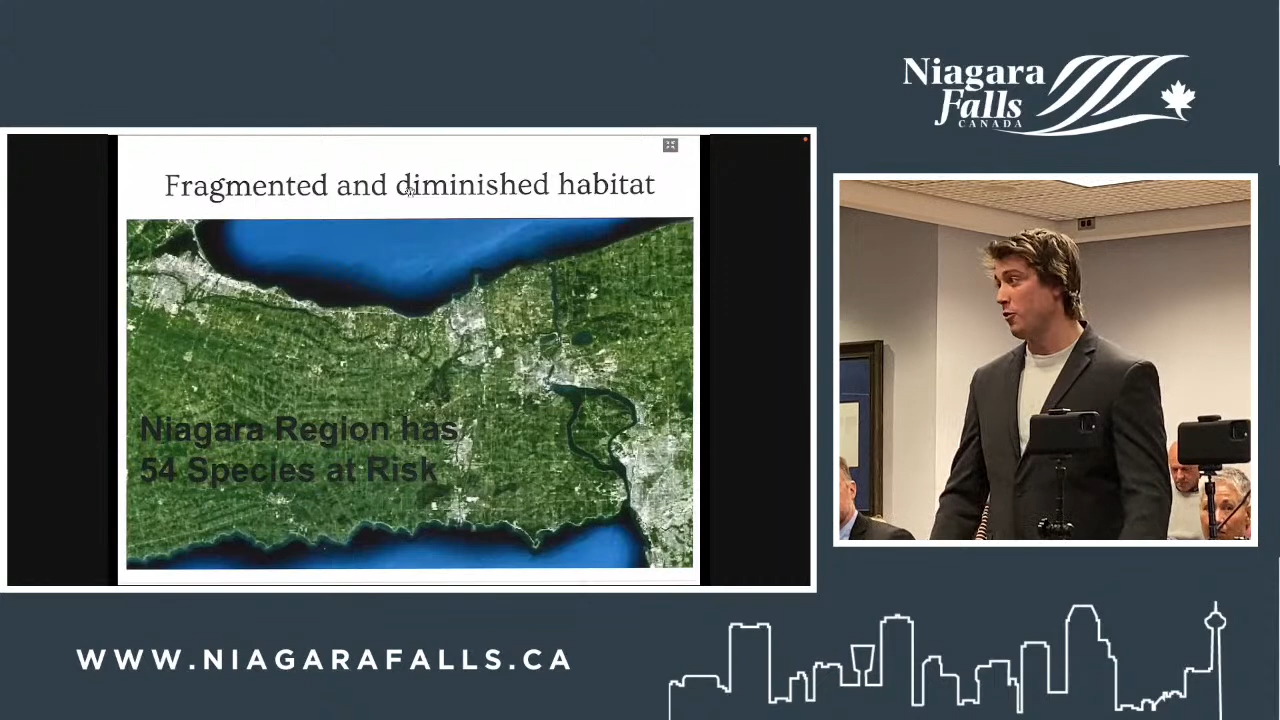 Niagara
Falls
CANADA
Fragmented and diminished habitat
Niagara Region has
54 Species at Risk
WWW.NIAGARAFALLS.CA